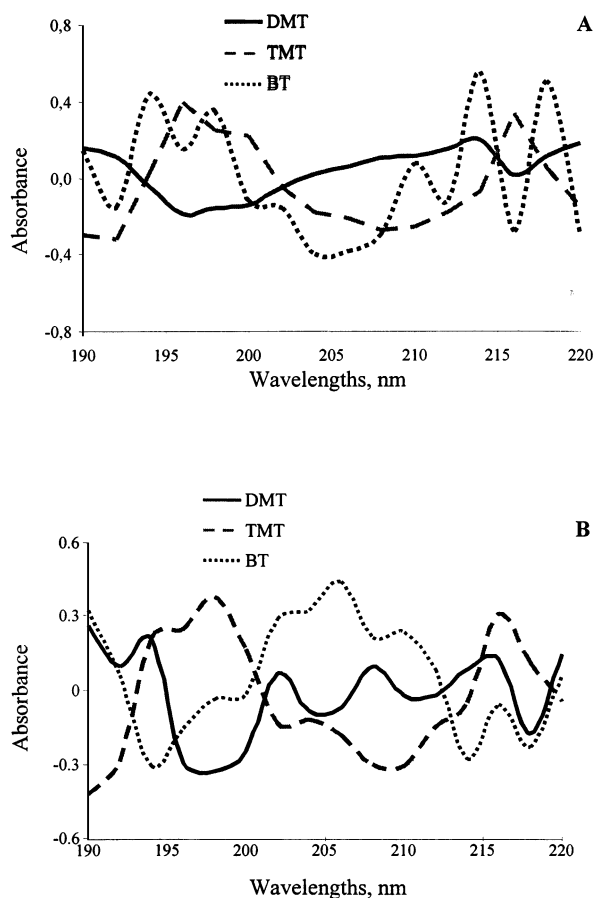 DMT
A
TMT
BT
0,8
0,4
0,0
-0,4
-0,8
Absorbance
190 195 200 205 210 215 220
Wavelengths, nm
DMT
B
TMT
BT
0.6
0.3
0
-0.3
-0.6
Absorbance
190 195 200 205 210 215 220
Wavelengths, nm